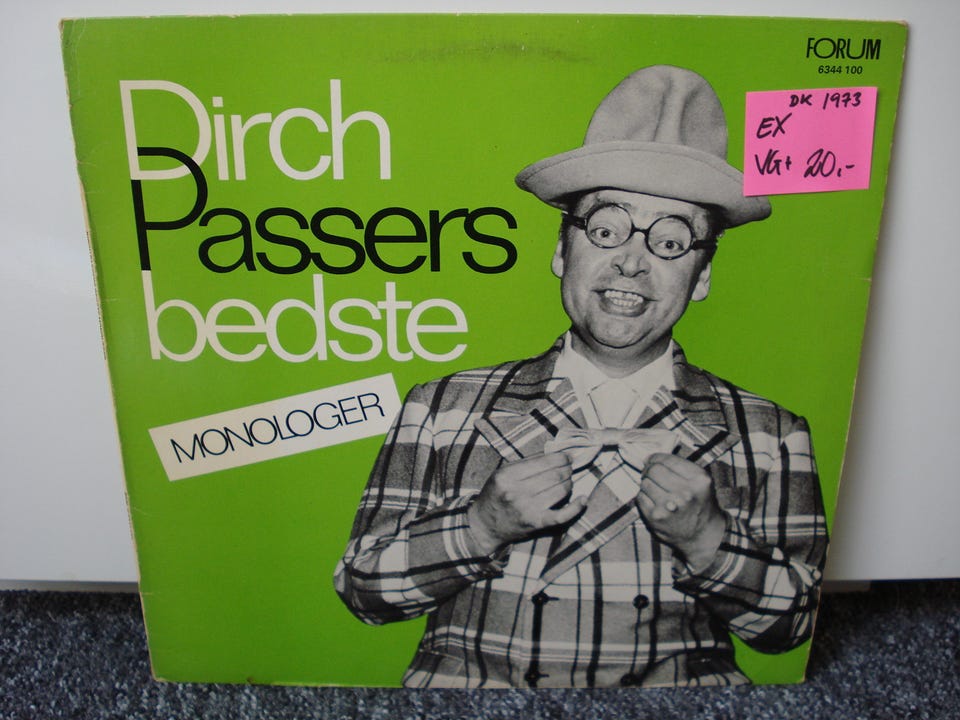 Dirch
Passers
bedste
MONOLOGER
FORUM
6344 100
DK 1973
EX
VG+ 20,-